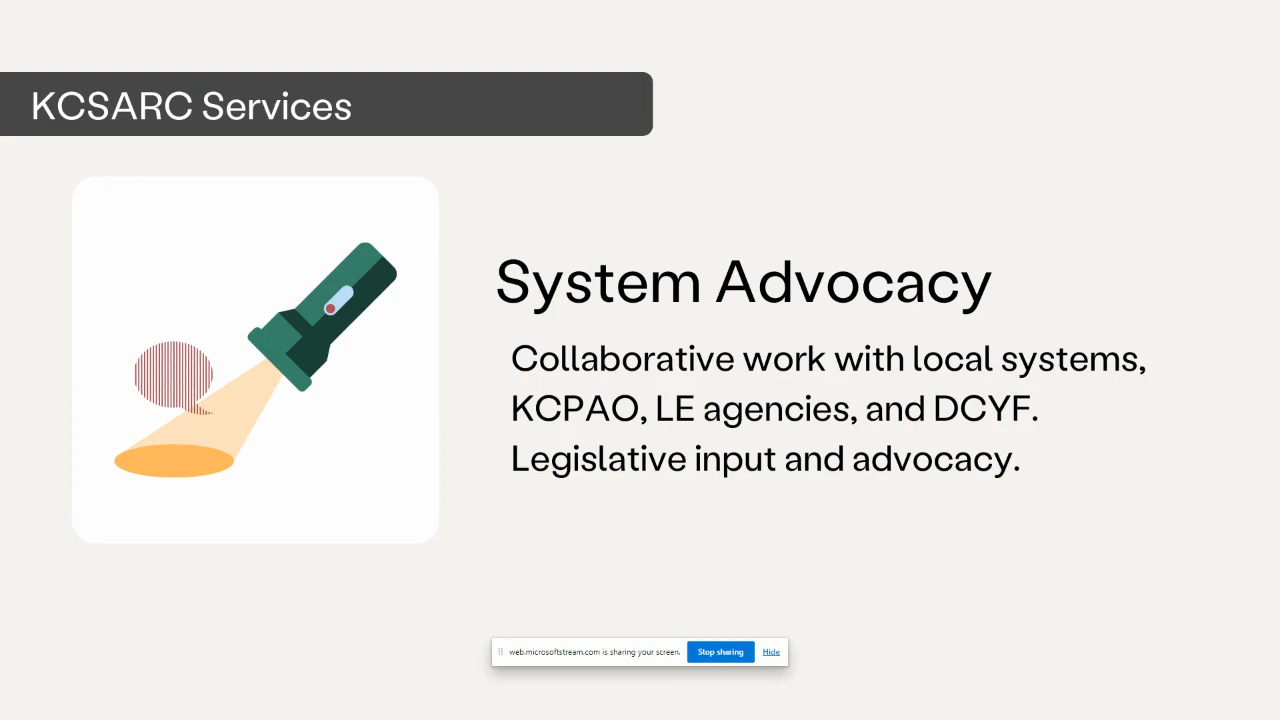 KCSARC Services
System Advocacy
Collaborative work with local systems,
KCPAO, LE agencies, and DCYF.
Legislative input and advocacy.
web.microsoftstream.com is sharing your screen. Stop sharing Hide